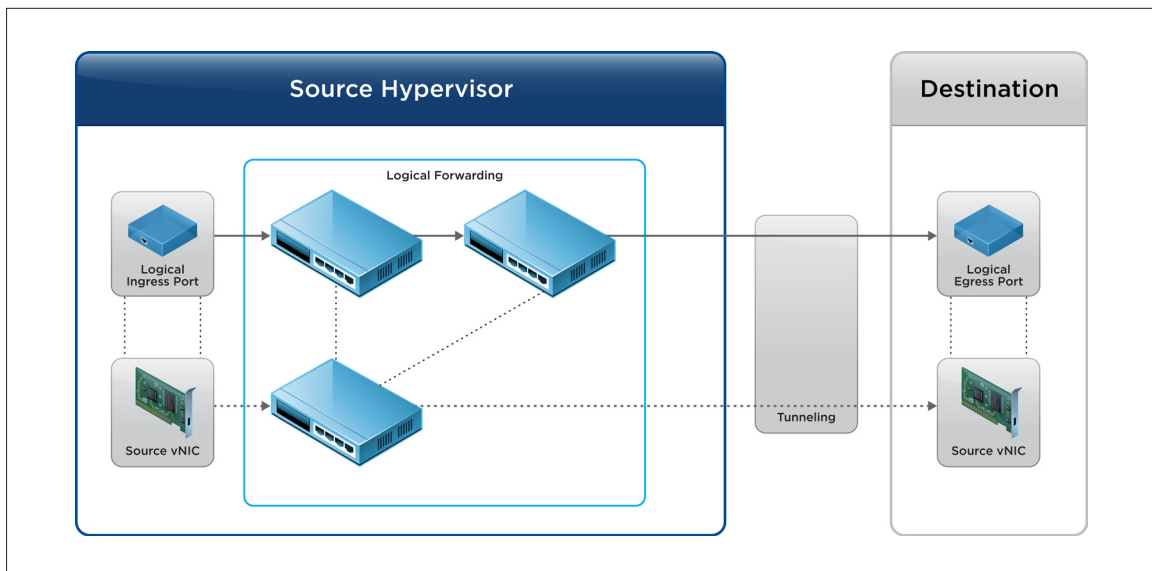 Source Hypervisor
Destination
Logical Forwarding
Logical
Ingress Port
Logical
Egress Port
Source vNIC
Tunneling
Source vNIC